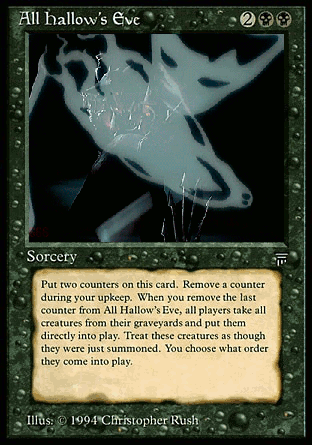 All Hallow's Eve 2
Sorcery
Put two counters on this card. Remove a counter
during your upkeep. When you remove the last
counter from All Hallow's Eve, all players take all
creatures from their graveyards and put them
directly into play. Treat these creatures as though
they were just summoned. You choose what order
they come into play.
Illus. © 1994 Christopher Rush